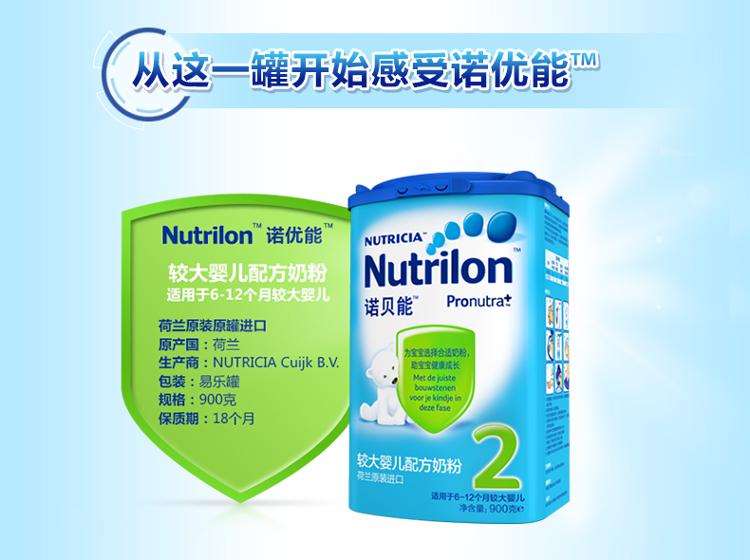 从这一罐开始感受诺优能™
Nutrilon™ 诺优能™
较大婴儿配方奶粉
适用于6-12个月较大婴儿
荷兰原装原罐进口
原产国：荷兰
生产商：NUTRICIA Cuijk B.V.
包装：易乐罐
规格：900克
保质期：18个月
NUTRICIA™
Nutrilon™
诺贝能™ Pronutra+™
为宝宝选择合适奶粉，
助宝宝健康成长
Met de juiste
bouwstenen
voor je kindje in
deze fase
2
较大婴儿配方奶粉
荷兰原装进口
适用于6-12个月较大婴儿
净含量：900克e